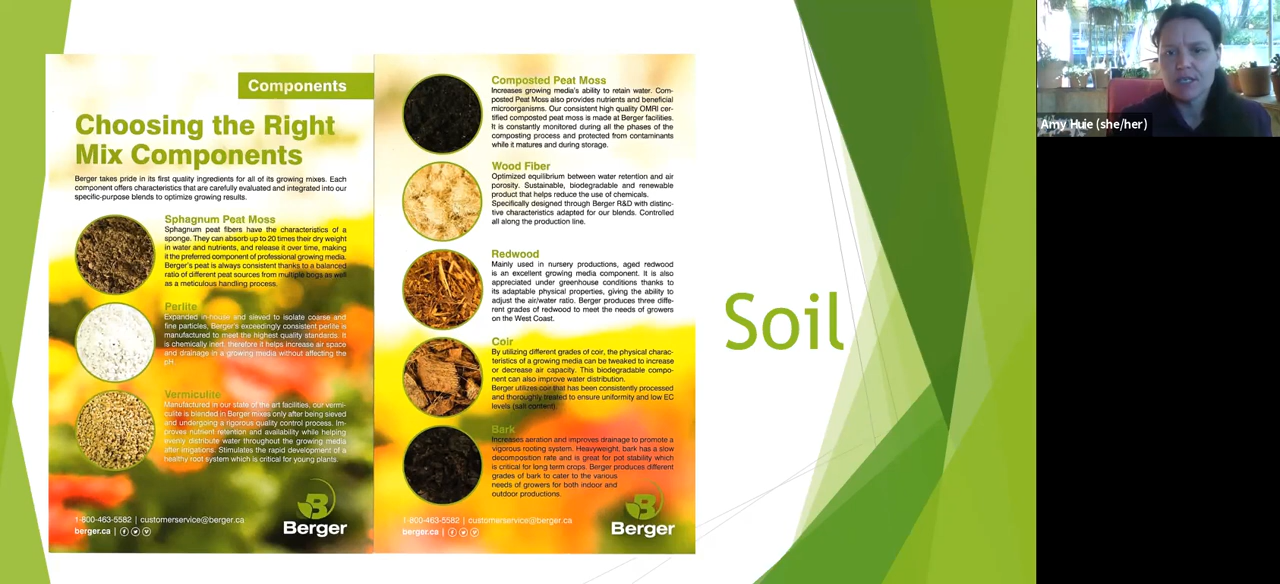 Components
Choosing the Right
Mix Components
Berger takes pride in its first quality ingredients for all of its growing mixes. Each
component offers characteristics that are carefully evaluated and integrated into our
specific-purpose blends to optimize growing results.
Sphagnum Peat Moss
Sphagnum peat fibers have the characteristics of a
sponge. They can absorb up to 20 times their dry weight
in water and nutrients, and release it over time, making
it the preferred component of professional growing media.
Berger's peat is always consistent thanks to a balanced
ratio of different peat sources from multiple bogs as well
as a meticulous handling process.
Perlite
Expanded in-house and sieved to isolate coarse and
fine particles, Berger's exceedingly consistent perlite is
manufactured to meet the highest quality standards. It
is chemically inert, therefore it helps increase air space
and drainage in a growing media without affecting the
pH.
Vermiculite
Manufactured in our state of the art facilities, our vermi-
culite is blended in Berger mixes only after being sieved
and undergoing a rigorous quality control process. Im-
proves nutrient retention and availability while helping
evenly distribute water throughout the growing media
after irrigations. Stimulates the rapid development of a
healthy root system which is critical for young plants.
1-800-463-5582 | customerservice@berger.ca
berger.ca |
Berger
Composted Peat Moss
Increases growing media's ability to retain water. Com-
posted Peat Moss also provides nutrients and beneficial
microorganisms. Our consistent high quality OMRI cer-
tified composted peat moss is made at Berger facilities.
It is constantly monitored during all the phases of the
composting process and protected from contaminants
while it matures and during storage.
Wood Fiber
Optimized equilibrium between water retention and air
porosity. Sustainable, biodegradable and renewable
product that helps reduce the use of chemicals.
Specifically designed through Berger R&D with distinc-
tive characteristics adapted for our blends. Controlled
all along the production line.
Redwood
Mainly used in nursery productions, aged redwood
is an excellent growing media component. It is also
appreciated under greenhouse conditions thanks to
its adaptable physical properties, giving the ability to
adjust the air/water ratio. Berger produces three diffe-
rent grades of redwood to meet the needs of growers
on the West Coast.
Coir
By utilizing different grades of coir, the physical charac-
teristics of a growing media can be tweaked to increase
or decrease air capacity. This biodegradable compo-
nent can also improve water distribution.
Berger utilizes coir that has been consistently processed
and thoroughly treated to ensure uniformity and low EC
levels (salt content).
Bark
Increases aeration and improves drainage to promote a
vigorous rooting system. Heavyweight, bark has a slow
decomposition rate and is great for pot stability which
is critical for long term crops. Berger produces different
grades of bark to cater to the various
needs of growers for both indoor and
outdoor productions.
1-800-463-5582 | customerservice@berger.ca
berger.ca |
Berger
Soil
Amy Huie (she/her)